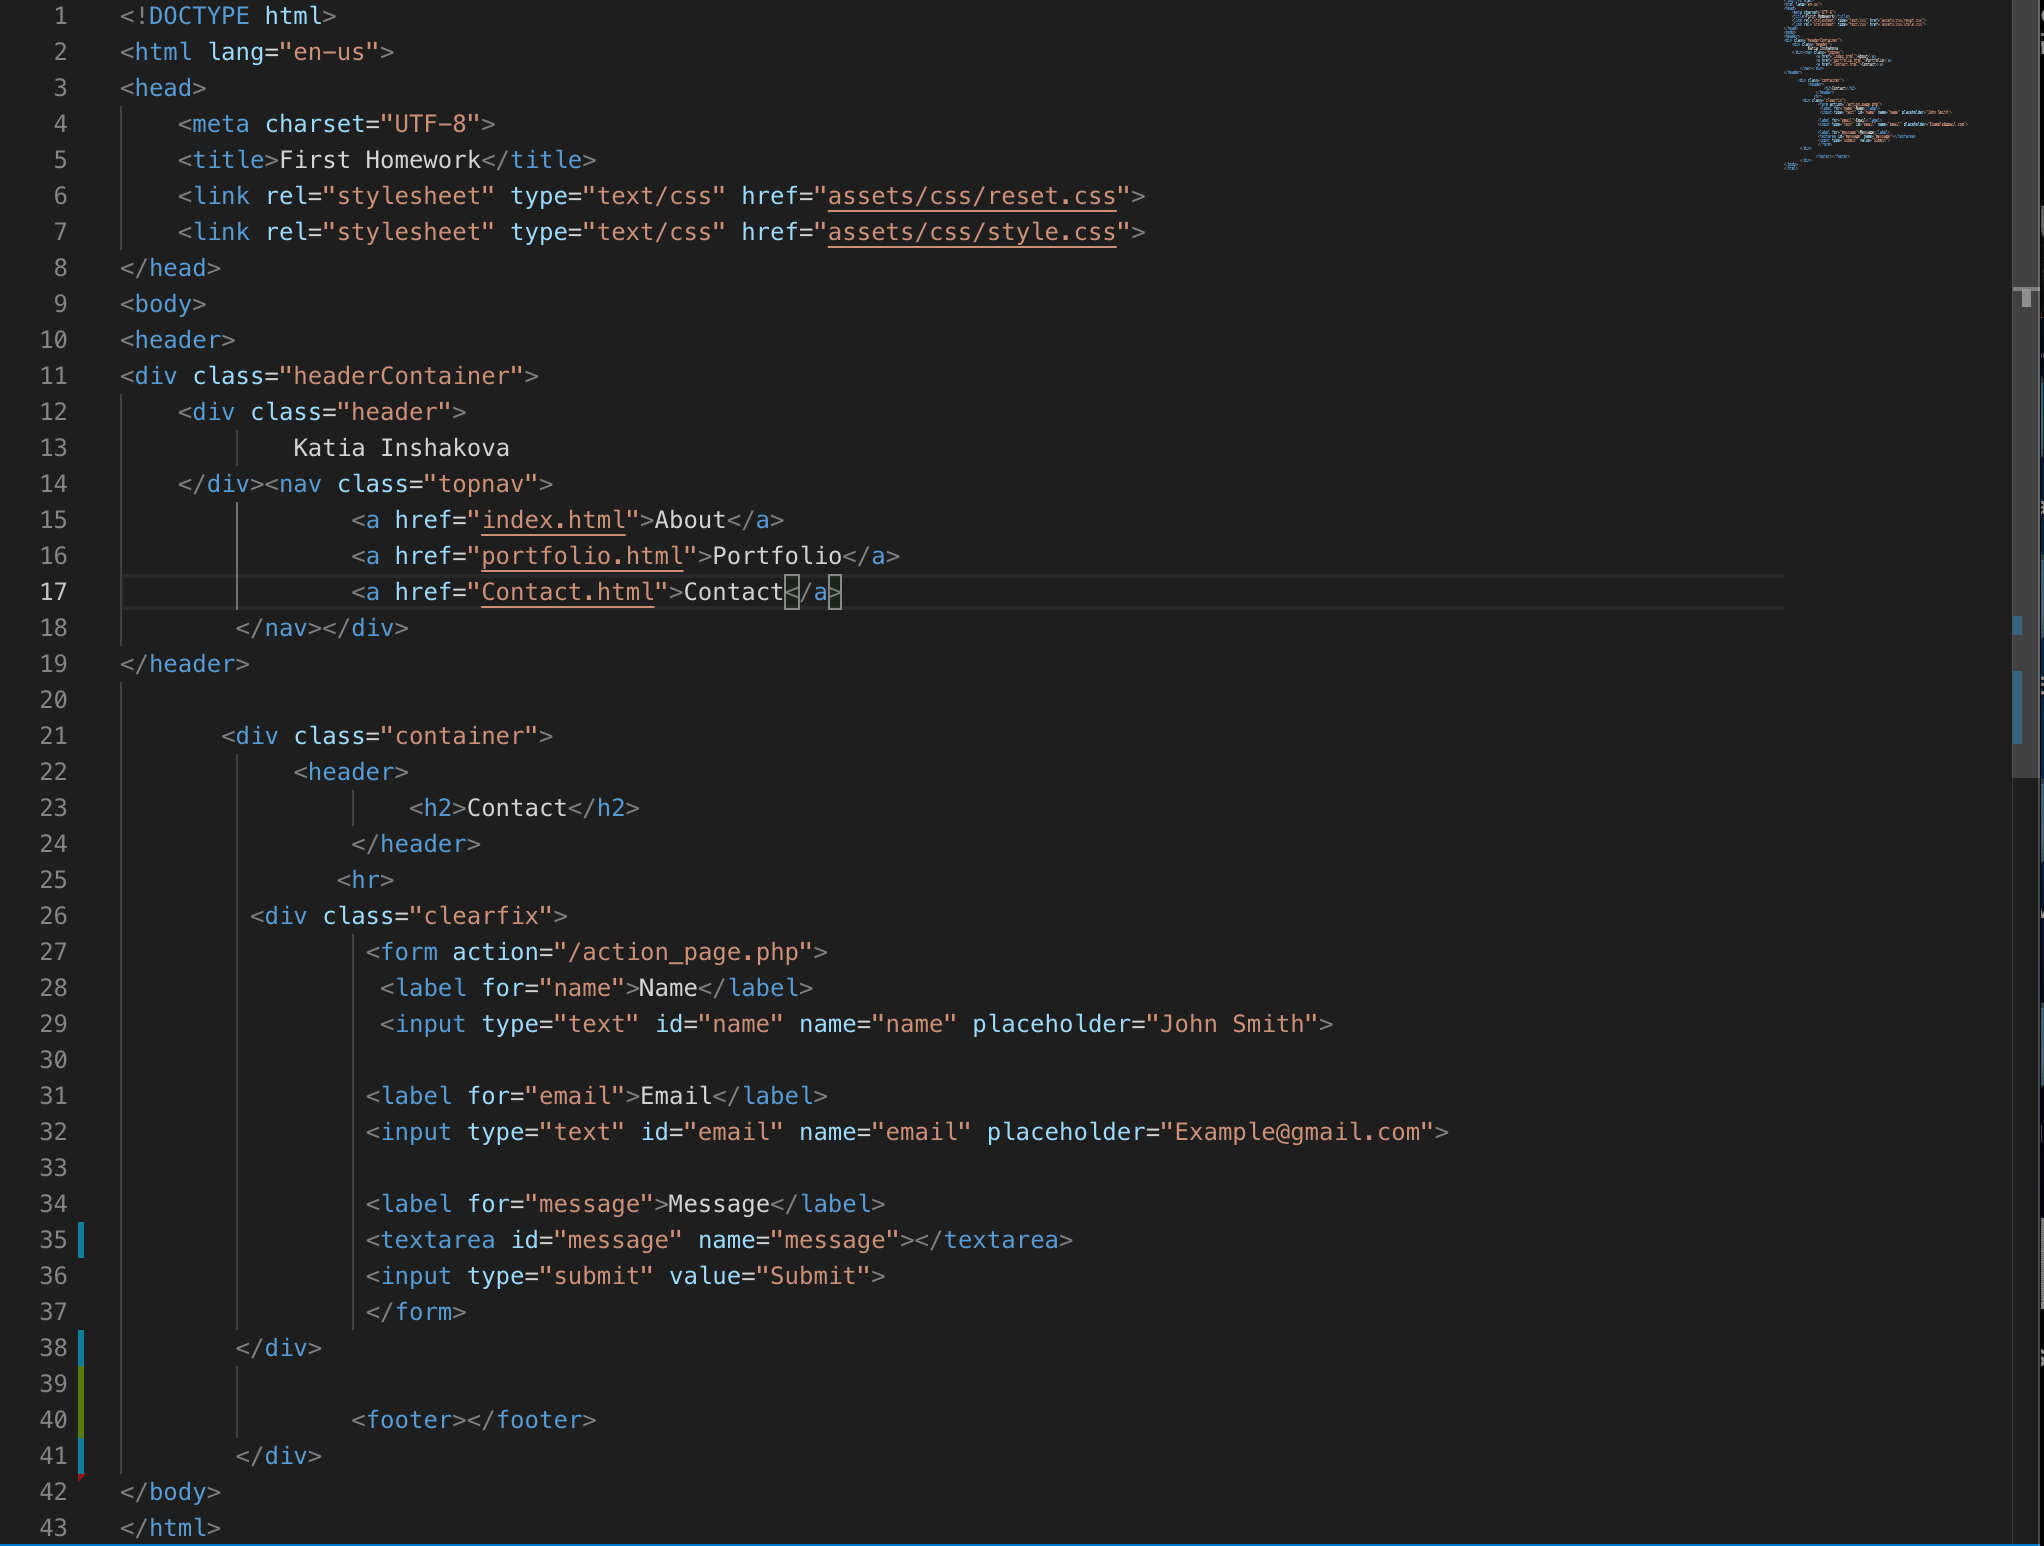 1 <!DOCTYPE html>
2 <html lang="en-us">
3 <head>
4     <meta charset="UTF-8">
5     <title>First Homework</title>
6     <link rel="stylesheet" type="text/css" href="assets/css/reset.css">
7     <link rel="stylesheet" type="text/css" href="assets/css/style.css">
8 </head>
9 <body>
10 <header>
11 <div class="headerContainer">
12     <div class="header">
13             Katia Inshakova
14     </div><nav class="topnav">
15                 <a href="index.html">About</a>
16                 <a href="portfolio.html">Portfolio</a>
17                 <a href="Contact.html">Contact</a>
18         </nav></div>
19 </header>
20
21        <div class="container">
22             <header>
23                     <h2>Contact</h2>
24                 </header>
25                <hr>
26          <div class="clearfix">
27                  <form action="/action_page.php">
28                   <label for="name">Name</label>
29                   <input type="text" id="name" name="name" placeholder="John Smith">
30
31                  <label for="email">Email</label>
32                  <input type="text" id="email" name="email" placeholder="Example@gmail.com">
33
34                  <label for="message">Message</label>
35                  <textarea id="message" name="message"></textarea>
36                  <input type="submit" value="Submit">
37                  </form>
38         </div>
39
40                 <footer></footer>
41         </div>
42 </body>
43 </html>